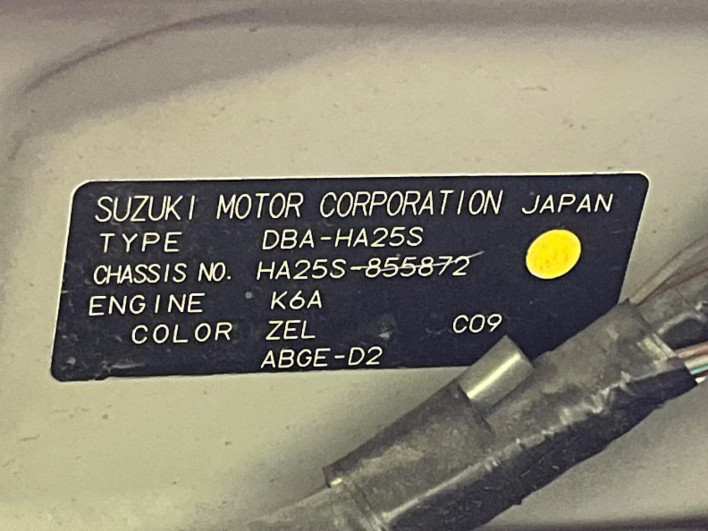 SUZUKI MOTOR CORPORATION JAPAN
TYPE DBA-HA25S
CHASSIS NO. HA25S-855872
ENGINE K6A
COLOR ZEL C09
ABGE-D2